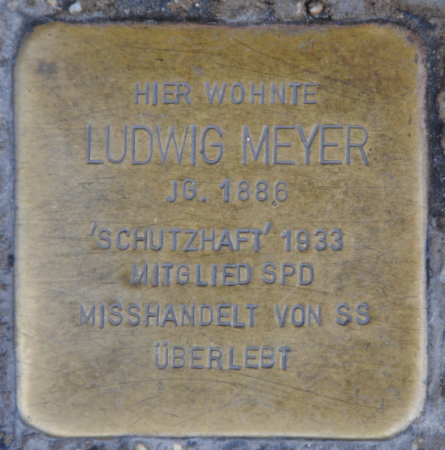 HIER WOHNTE
LUDWIG MEYER
JG. 1886
'SCHUTZHAFT' 1933
MITGLIED SPD
MISSHANDELT VON SS
ÜBERLEBT